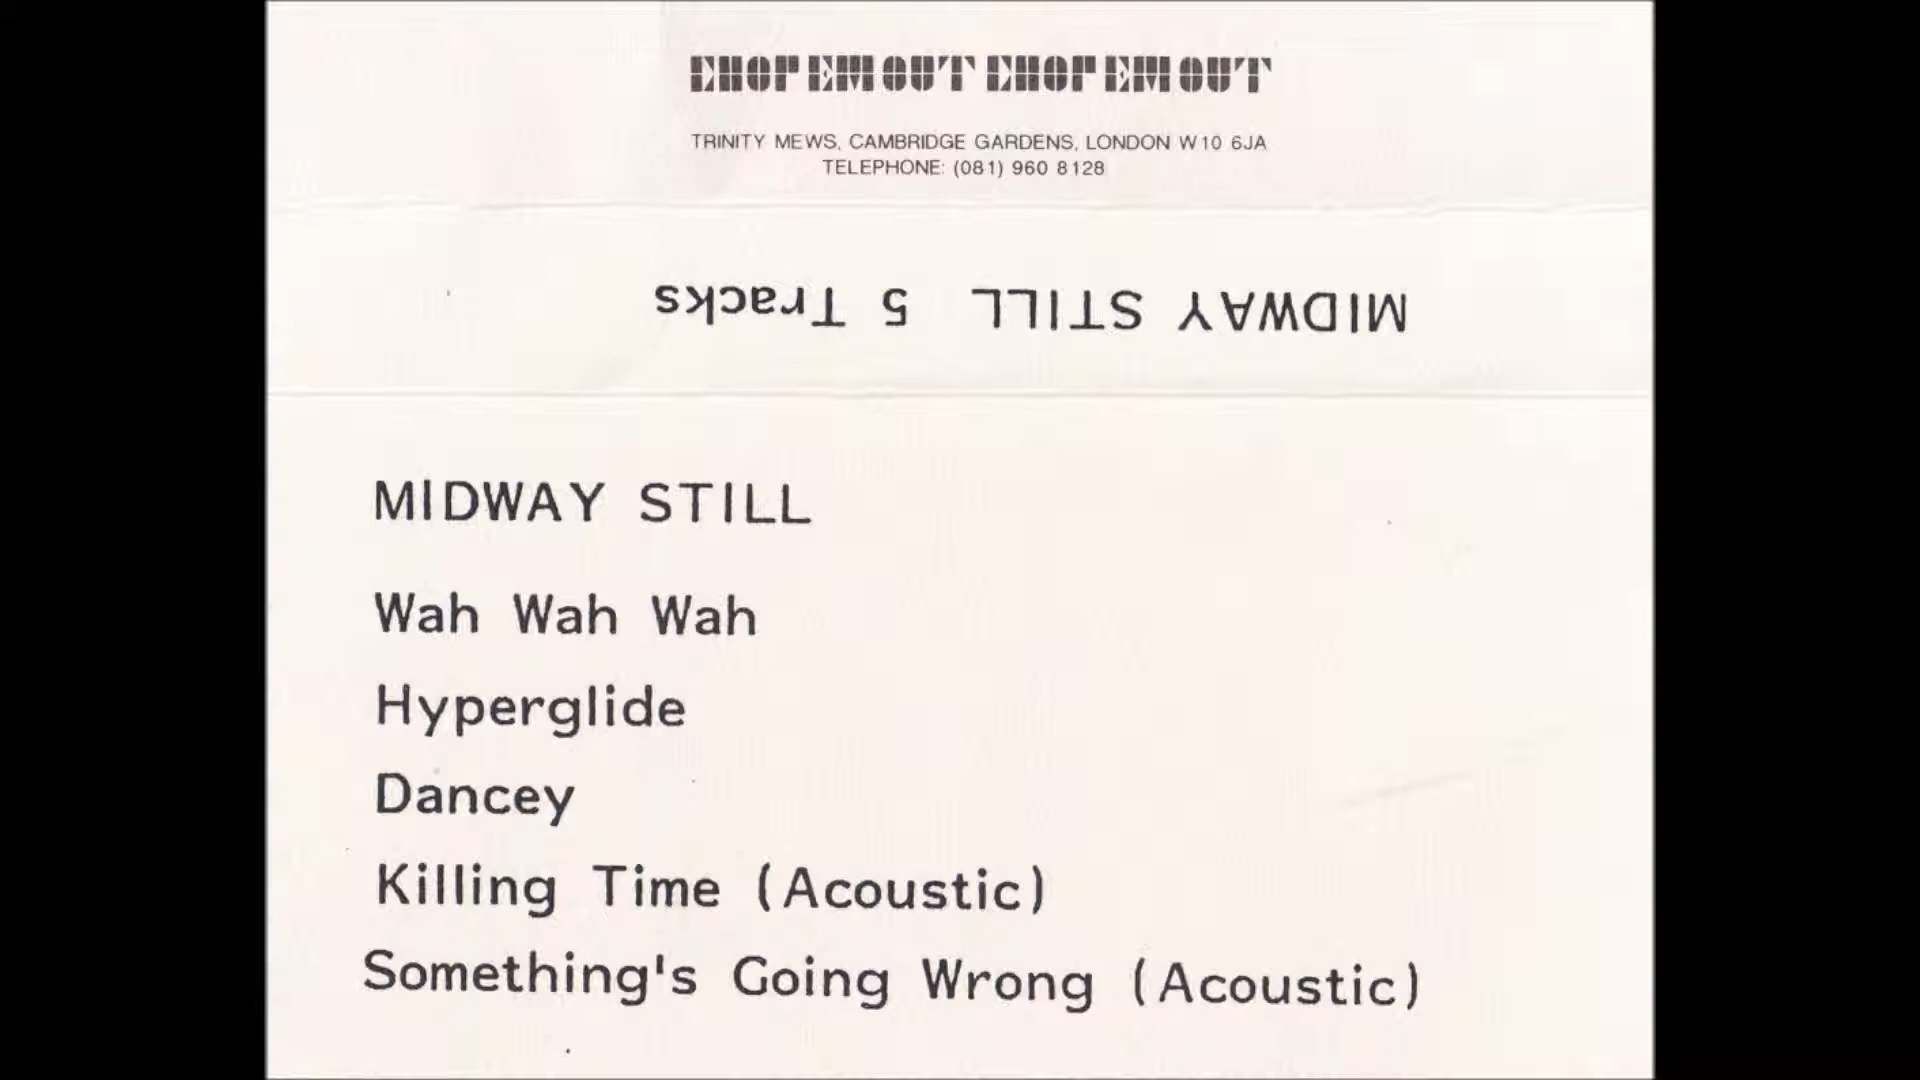 CHOP EM OUT CHOP EM OUT
TRINITY MEWS, CAMBRIDGE GARDENS, LONDON W10 6JA
TELEPHONE: (081) 960 8128
MIDWAY STILL 5 Tracks
MIDWAY STILL
Wah Wah Wah
Hyperglide
Dancey
Killing Time (Acoustic)
Something's Going Wrong (Acoustic)